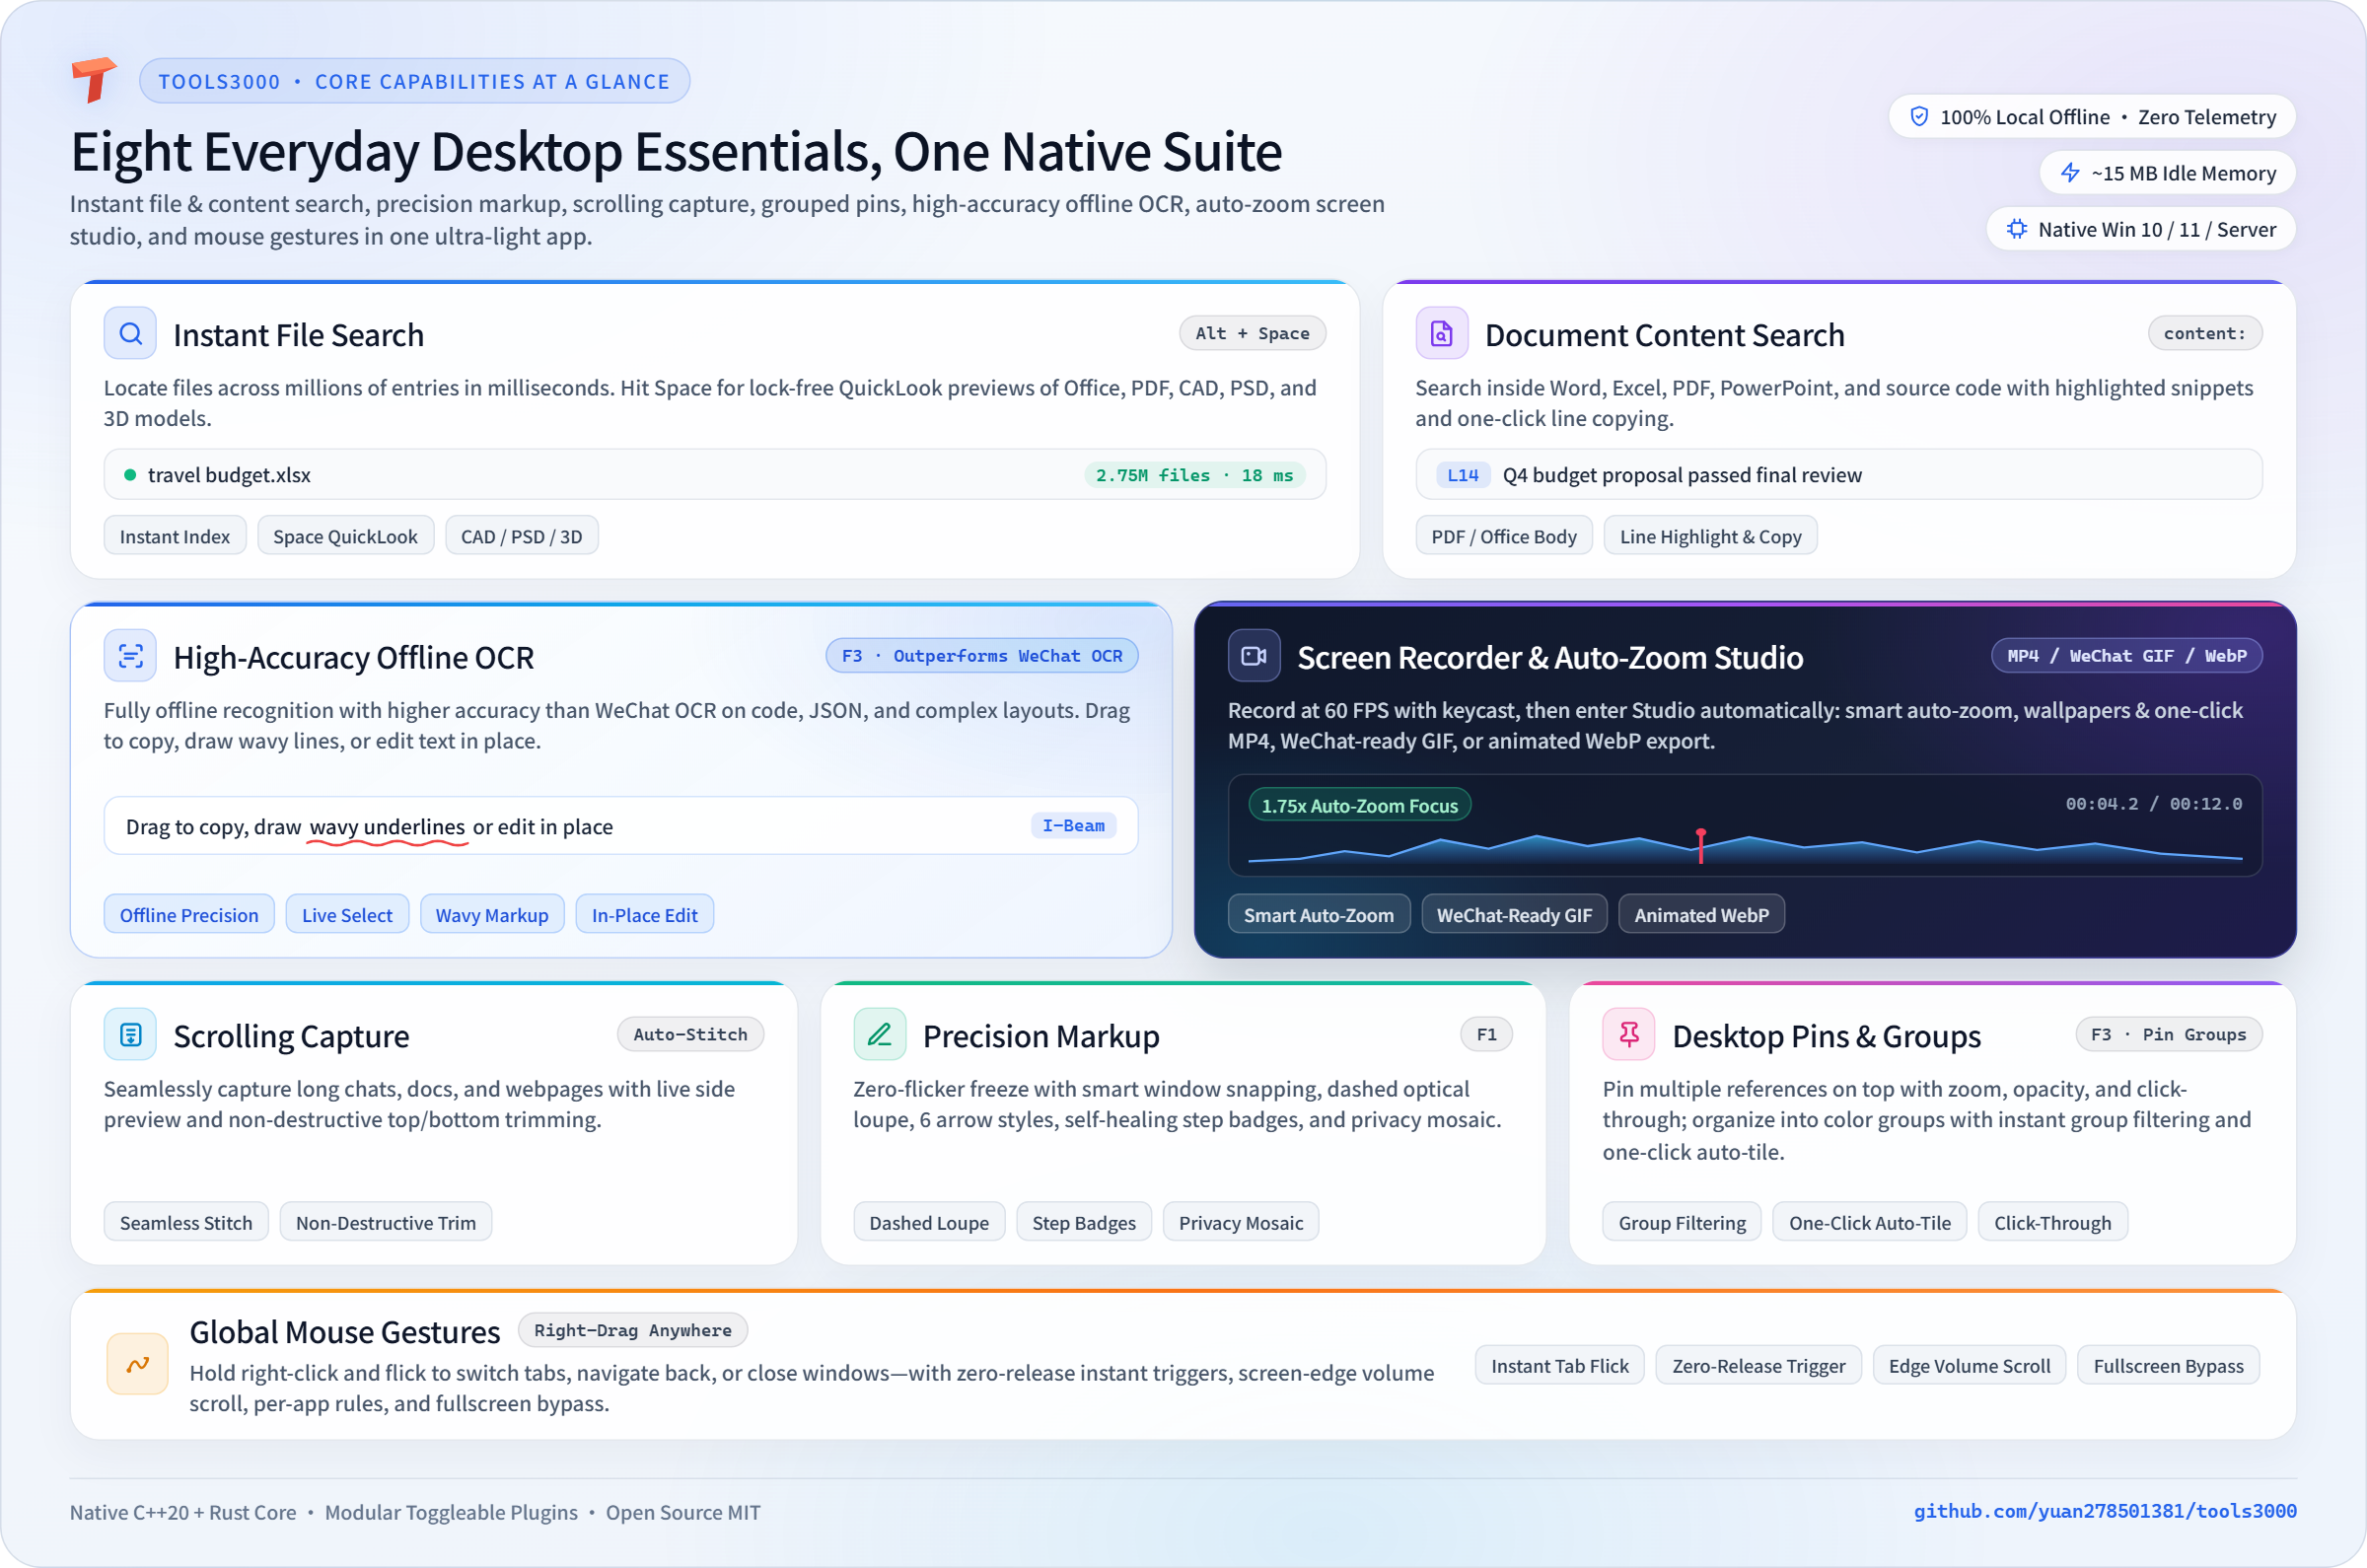 TOOLS3000 • CORE CAPABILITIES AT A GLANCE
Eight Everyday Desktop Essentials, One Native Suite
Instant file & content search, precision markup, scrolling capture, grouped pins, high-accuracy offline OCR, auto-zoom screen
studio, and mouse gestures in one ultra-light app.
100% Local Offline • Zero Telemetry
~15 MB Idle Memory
Native Win 10 / 11 / Server
Instant File Search
Alt + Space
Locate files across millions of entries in milliseconds. Hit Space for lock-free QuickLook previews of Office, PDF, CAD, PSD, and
3D models.
travel budget.xlsx
2.75M files · 18 ms
Instant Index
Space QuickLook
CAD / PSD / 3D
Document Content Search
content:
Search inside Word, Excel, PDF, PowerPoint, and source code with highlighted snippets
and one-click line copying.
L14 Q4 budget proposal passed final review
PDF / Office Body
Line Highlight & Copy
High-Accuracy Offline OCR
F3 · Outperforms WeChat OCR
Fully offline recognition with higher accuracy than WeChat OCR on code, JSON, and complex layouts. Drag
to copy, draw wavy lines, or edit text in place.
Drag to copy, draw wavy underlines or edit in place
I-Beam
Offline Precision
Live Select
Wavy Markup
In-Place Edit
Screen Recorder & Auto-Zoom Studio
MP4 / WeChat GIF / WebP
Record at 60 FPS with keycast, then enter Studio automatically: smart auto-zoom, wallpapers & one-click
MP4, WeChat-ready GIF, or animated WebP export.
1.75x Auto-Zoom Focus
00:04.2 / 00:12.0
Smart Auto-Zoom
WeChat-Ready GIF
Animated WebP
Scrolling Capture
Auto-Stitch
Seamlessly capture long chats, docs, and webpages with live side
preview and non-destructive top/bottom trimming.
Seamless Stitch
Non-Destructive Trim
Precision Markup
F1
Zero-flicker freeze with smart window snapping, dashed optical
loupe, 6 arrow styles, self-healing step badges, and privacy mosaic.
Dashed Loupe
Step Badges
Privacy Mosaic
Desktop Pins & Groups
F3 · Pin Groups
Pin multiple references on top with zoom, opacity, and click-
through; organize into color groups with instant group filtering and
one-click auto-tile.
Group Filtering
One-Click Auto-Tile
Click-Through
Global Mouse Gestures
Right-Drag Anywhere
Hold right-click and flick to switch tabs, navigate back, or close windows—with zero-release instant triggers, screen-edge volume
scroll, per-app rules, and fullscreen bypass.
Instant Tab Flick
Zero-Release Trigger
Edge Volume Scroll
Fullscreen Bypass
Native C++20 + Rust Core • Modular Toggleable Plugins • Open Source MIT
github.com/yuan278501381/tools3000